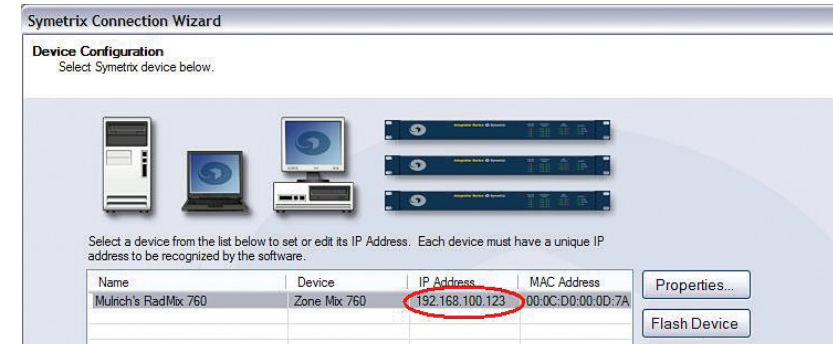 Symetrix Connection Wizard
Device Configuration
Select Symetrix device below.
Select a device from the list below to set or edit its IP Address. Each device must have a unique IP
address to be recognized by the software.
Name Device IP Address MAC Address
Mulrich's RadMix 760 Zone Mix 760 192.168.100.123 00:0C:D0:00:0D:7A
Properties...
Flash Device